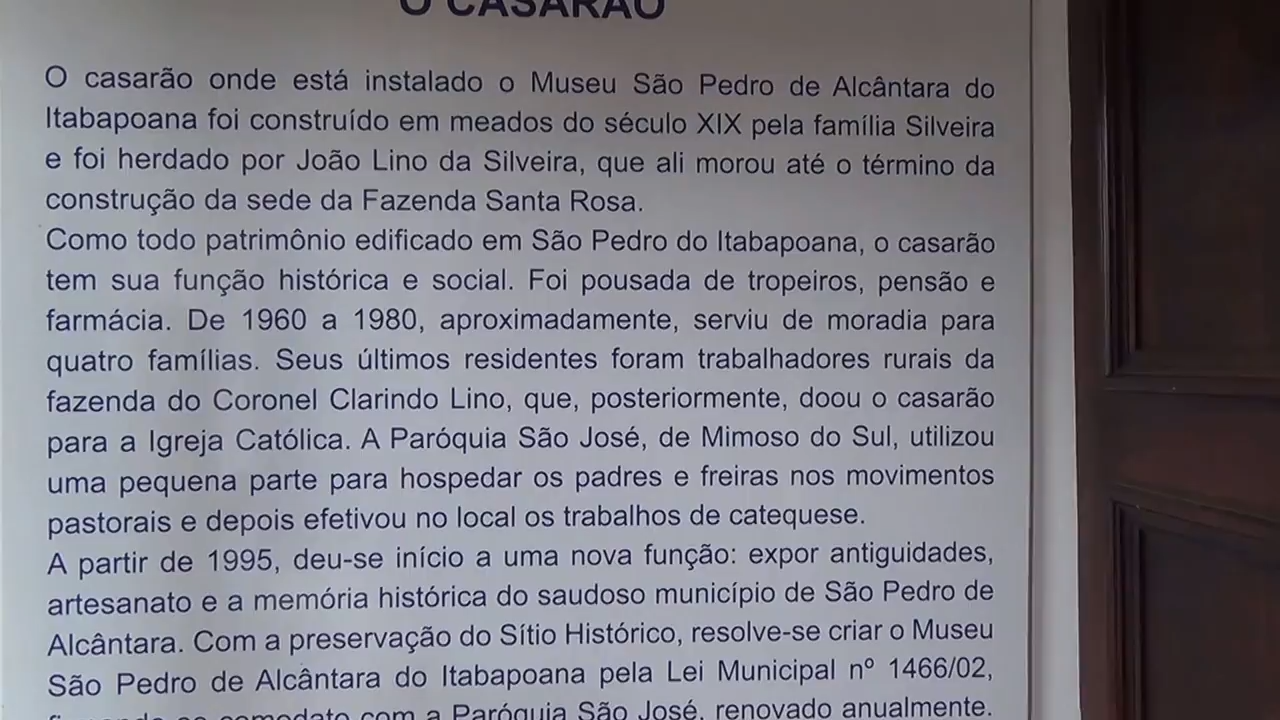 O CASARÃO
O casarão onde está instalado o Museu São Pedro de Alcântara do
Itabapoana foi construído em meados do século XIX pela família Silveira
e foi herdado por João Lino da Silveira, que ali morou até o término da
construção da sede da Fazenda Santa Rosa.
Como todo patrimônio edificado em São Pedro do Itabapoana, o casarão
tem sua função histórica e social. Foi pousada de tropeiros, pensão e
farmácia. De 1960 a 1980, aproximadamente, serviu de moradia para
quatro famílias. Seus últimos residentes foram trabalhadores rurais da
fazenda do Coronel Clarindo Lino, que, posteriormente, doou o casarão
para a Igreja Católica. A Paróquia São José, de Mimoso do Sul, utilizou
uma pequena parte para hospedar os padres e freiras nos movimentos
pastorais e depois efetivou no local os trabalhos de catequese.
A partir de 1995, deu-se início a uma nova função: expor antiguidades,
artesanato e a memória histórica do saudoso município de São Pedro de
Alcântara. Com a preservação do Sítio Histórico, resolve-se criar o Museu
São Pedro de Alcântara do Itabapoana pela Lei Municipal nº 1466/02,
comodato com a Paróquia São José, renovado anualmente.